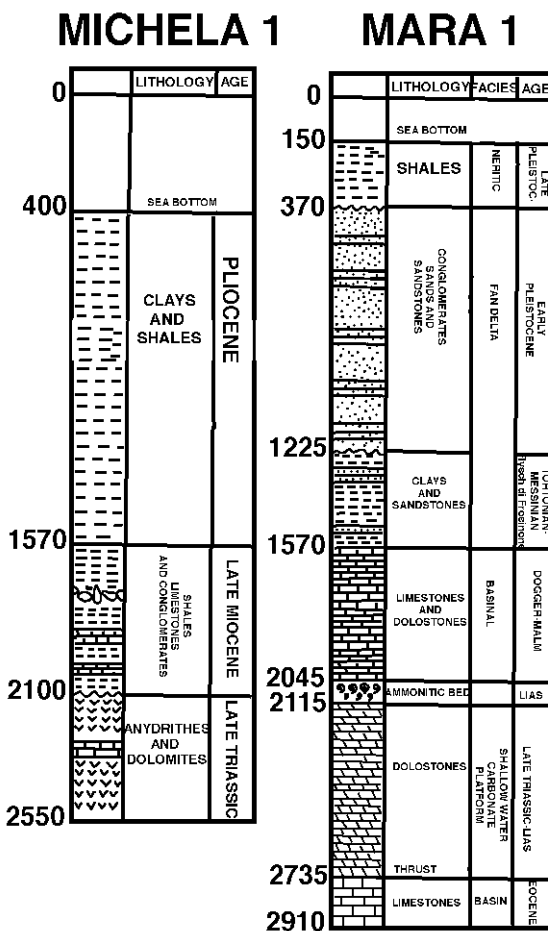 MICHELA 1
LITHOLOGY AGE
0
SEA BOTTOM
400
CLAYS
AND
SHALES
PLIOCENE
1570
SHALES
LIMESTONES
AND CONGLOMERATES
LATE MIOCENE
2100
ANYDRITHES
AND
DOLOMITES
LATE TRIASSIC
2550
MARA 1
LITHOLOGY FACIES AGE
0
SEA BOTTOM
150
SHALES
NERITIC
LATE
PLEISTOC.
370
CONGLOMERATES
SANDS AND
SANDSTONES
FAN DELTA
EARLY
PLEISTOCENE
1225
CLAYS
AND
SANDSTONES
TORTONIAN-
MESSINIAN
flysch di Frosinone
1570
LIMESTONES
AND
DOLOSTONES
BASINAL
DOGGER-MALM
2045
AMMONITIC BED
LIAS
2115
DOLOSTONES
SHALLOW WATER
CARBONATE
PLATFORM
LATE TRIASSIC-LIAS
THRUST
2735
LIMESTONES
BASIN
EOCENE
2910